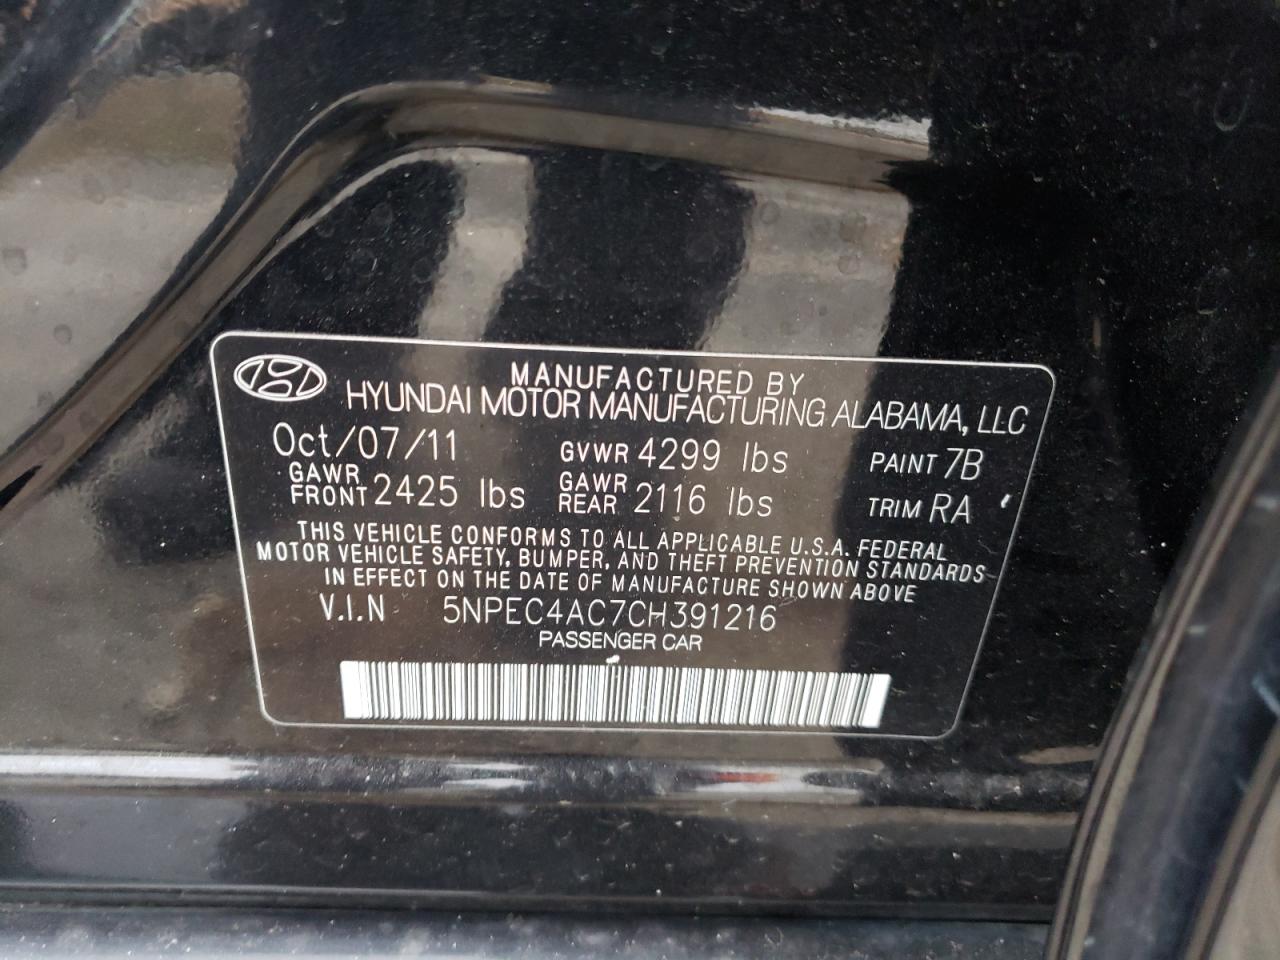 MANUFACTURED BY
HYUNDAI MOTOR MANUFACTURING ALABAMA, LLC
Oct/07/11 GVWR 4299 lbs PAINT 7B
GAWR FRONT 2425 lbs GAWR REAR 2116 lbs TRIM RA
THIS VEHICLE CONFORMS TO ALL APPLICABLE U.S.A. FEDERAL
MOTOR VEHICLE SAFETY, BUMPER, AND THEFT PREVENTION STANDARDS
IN EFFECT ON THE DATE OF MANUFACTURE SHOWN ABOVE
V.I.N 5NPEC4AC7CH391216
PASSENGER CAR